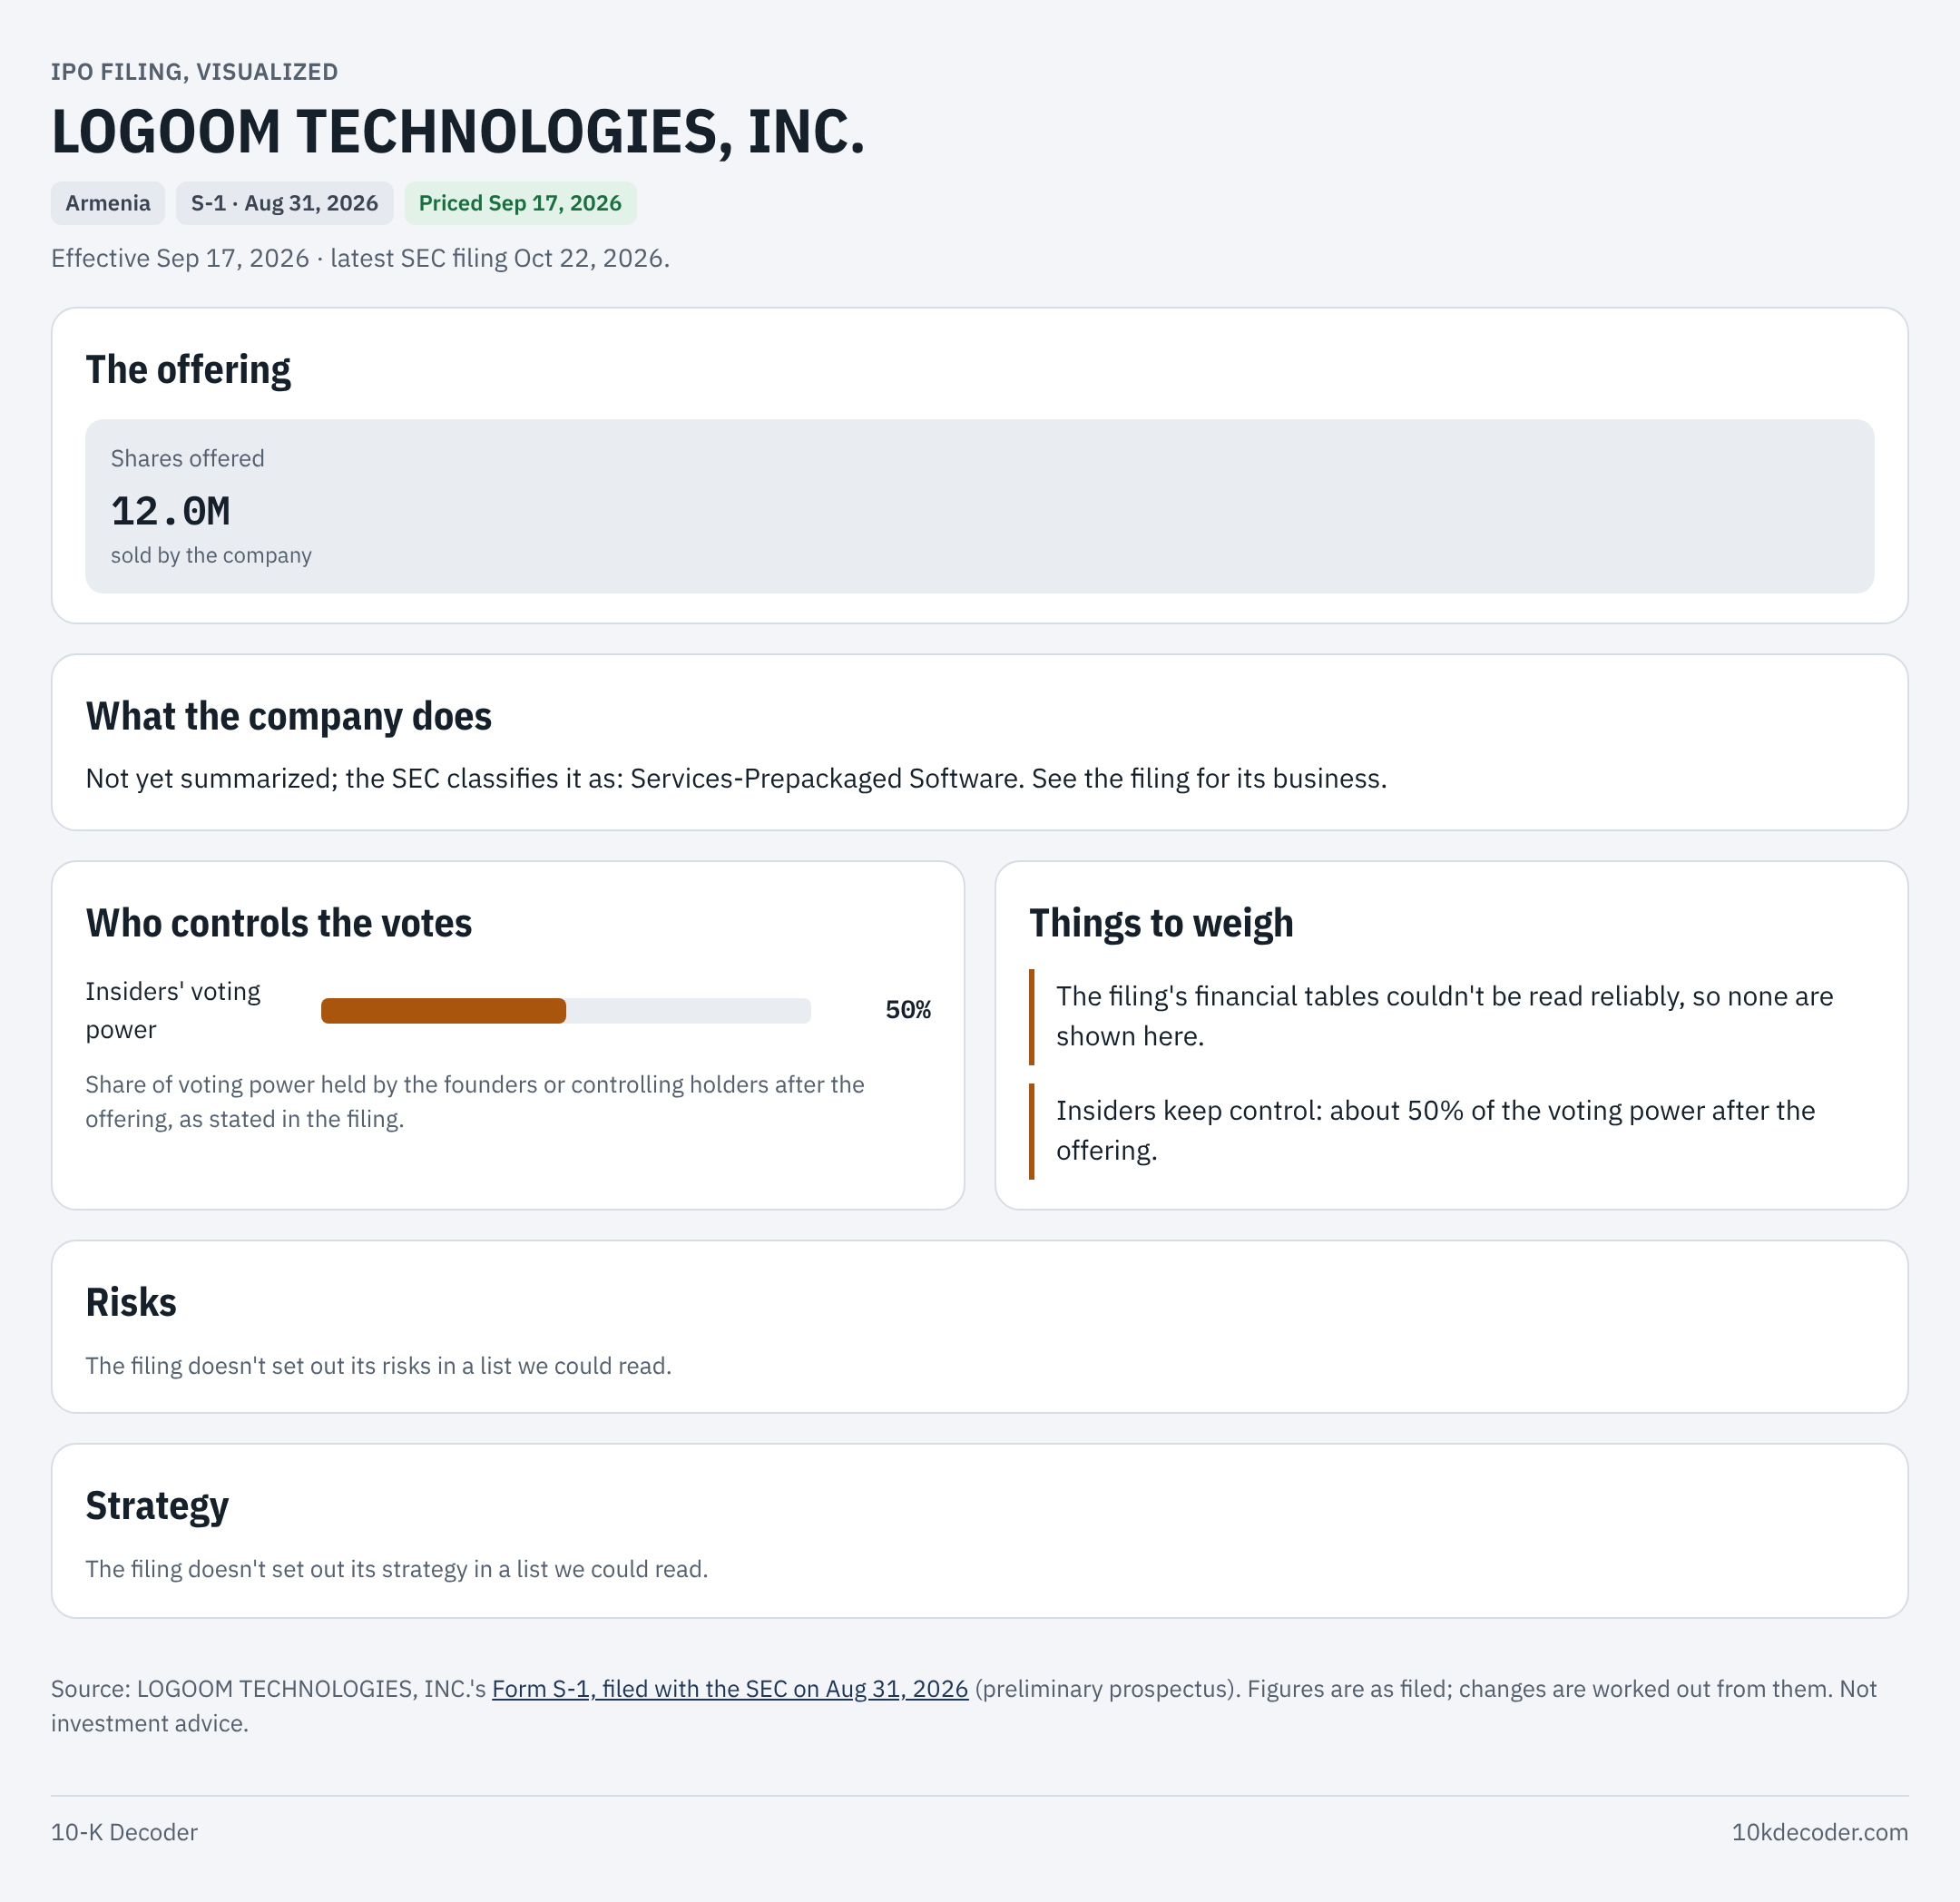 IPO FILING, VISUALIZED
LOGOOM TECHNOLOGIES, INC.
Armenia
S-1 · Aug 31, 2026
Priced Sep 17, 2026
Effective Sep 17, 2026 · latest SEC filing Oct 22, 2026.
The offering
Shares offered
12.0M
sold by the company
What the company does
Not yet summarized; the SEC classifies it as: Services-Prepackaged Software. See the filing for its business.
Who controls the votes
Insiders' voting
power
50%
Share of voting power held by the founders or controlling holders after the
offering, as stated in the filing.
Things to weigh
The filing's financial tables couldn't be read reliably, so none are
shown here.
Insiders keep control: about 50% of the voting power after the
offering.
Risks
The filing doesn't set out its risks in a list we could read.
Strategy
The filing doesn't set out its strategy in a list we could read.
Source: LOGOOM TECHNOLOGIES, INC.'s Form S-1, filed with the SEC on Aug 31, 2026 (preliminary prospectus). Figures are as filed; changes are worked out from them. Not
investment advice.
10-K Decoder
10kdecoder.com